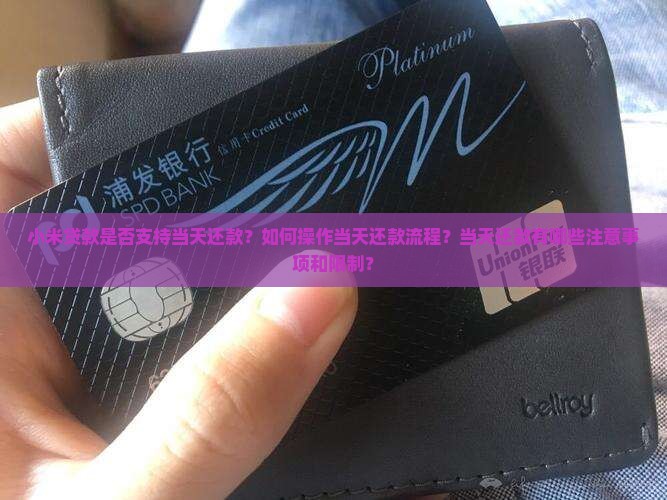 Platinum
信用卡Credit Card
浦发银行
SPD BANK
小米贷款是否支持当天还款？如何操作当天还款流程？当天还款有哪些注意事
项和限制？
UnionPay
银联
bellroy